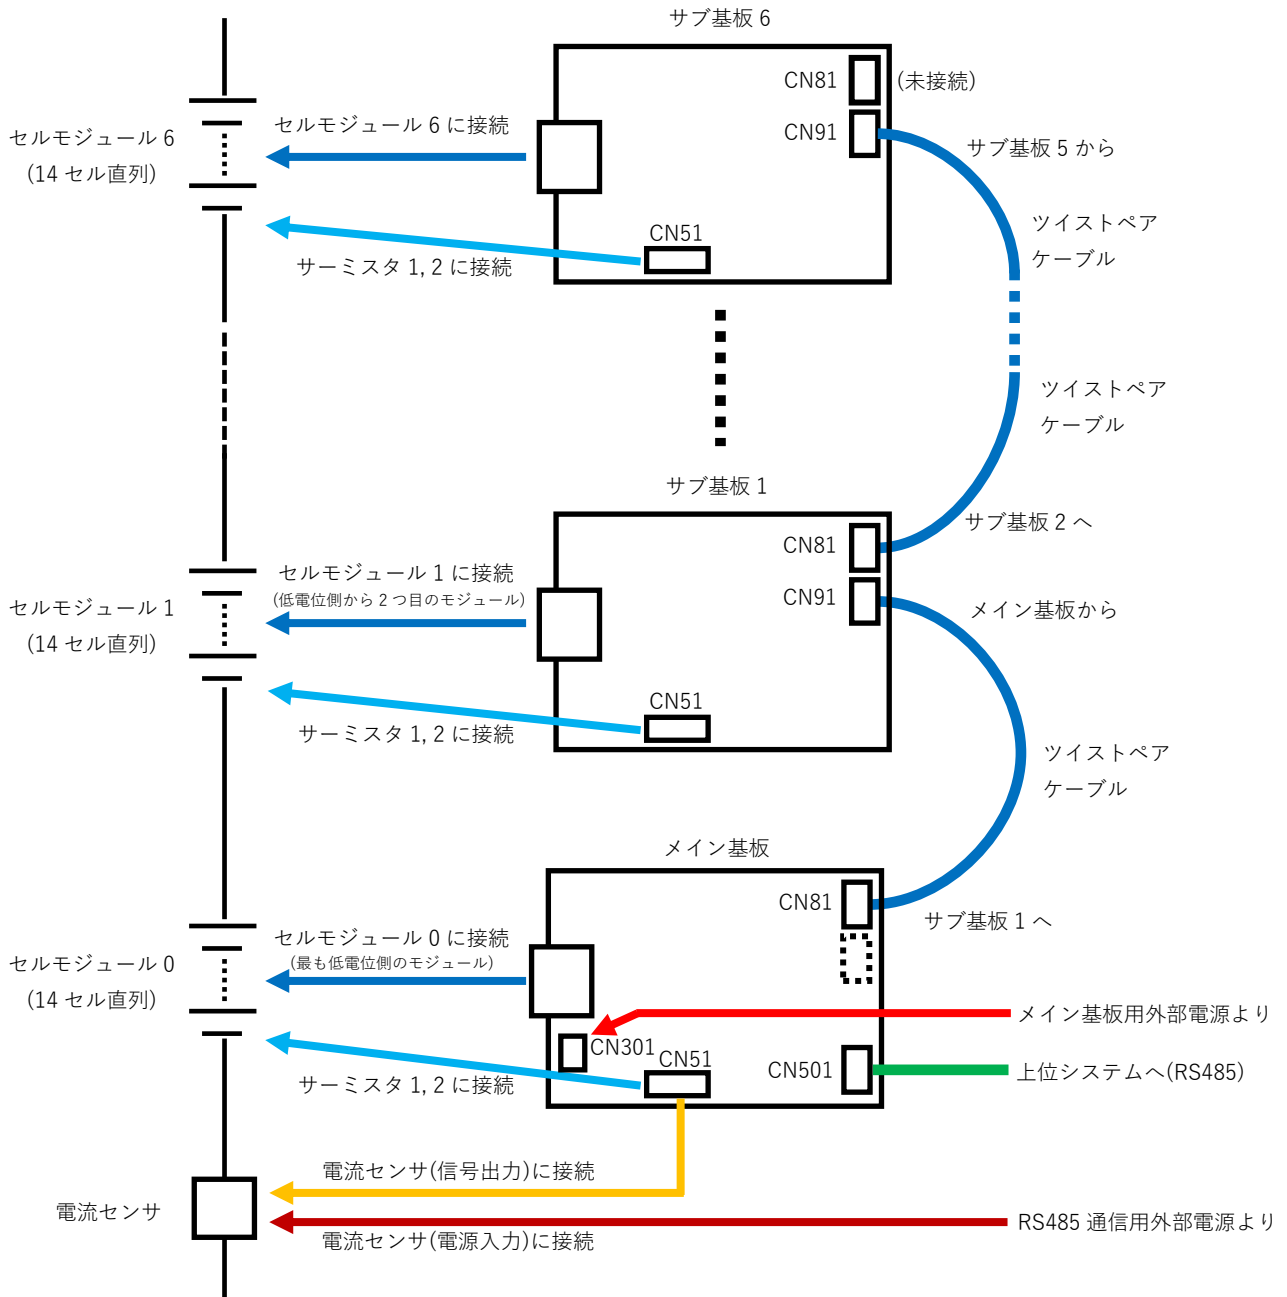 サブ基板 6
CN81
(未接続)
CN91
サブ基板 5 から
セルモジュール 6
(14 セル直列)
セルモジュール 6 に接続
ツイストペア
ケーブル
CN51
サーミスタ 1, 2 に接続
ツイストペア
ケーブル
サブ基板 1
サブ基板 2 へ
CN81
CN91
メイン基板から
セルモジュール 1
(14 セル直列)
セルモジュール 1 に接続
(低電位側から 2 つ目のモジュール)
CN51
サーミスタ 1, 2 に接続
ツイストペア
ケーブル
メイン基板
CN81
サブ基板 1 へ
セルモジュール 0
(14 セル直列)
セルモジュール 0 に接続
(最も低電位側のモジュール)
メイン基板用外部電源より
CN301
CN51
CN501
上位システムへ(RS485)
サーミスタ 1, 2 に接続
電流センサ(信号出力)に接続
電流センサ
RS485 通信用外部電源より
電流センサ(電源入力)に接続